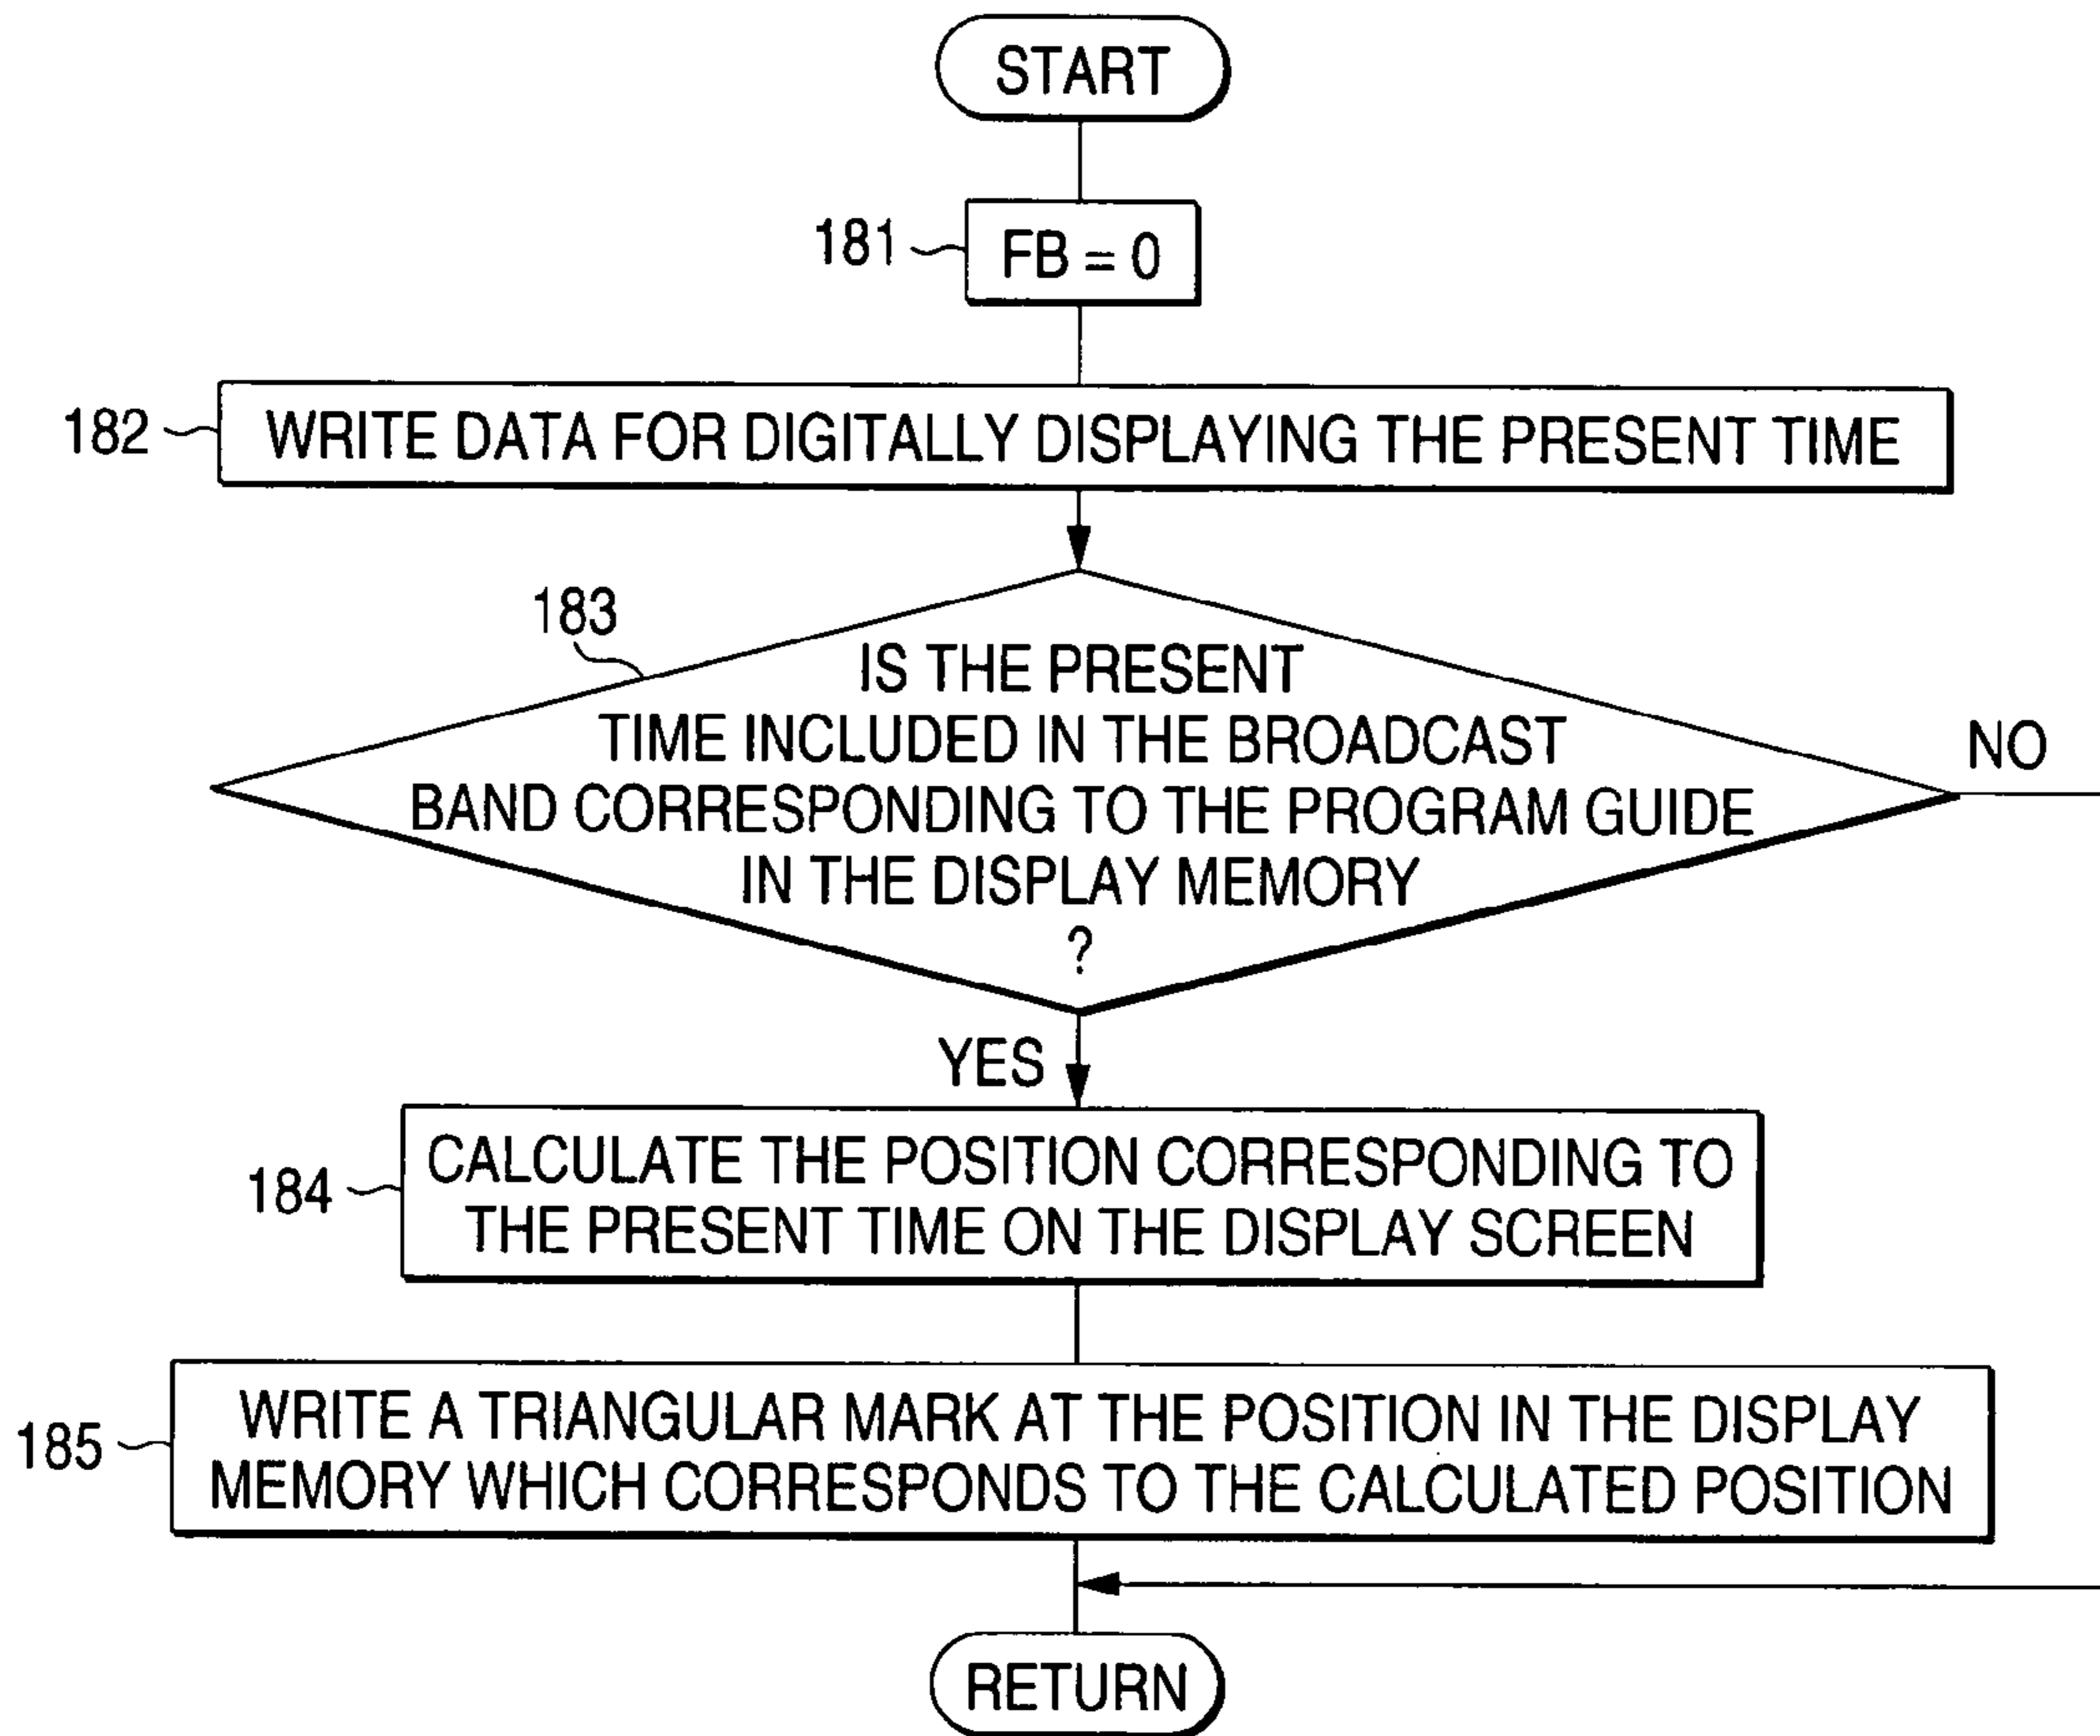 START
181
FB = 0
182
WRITE DATA FOR DIGITALLY DISPLAYING THE PRESENT TIME
183
IS THE PRESENT
TIME INCLUDED IN THE BROADCAST
BAND CORRESPONDING TO THE PROGRAM GUIDE
IN THE DISPLAY MEMORY
?
NO
YES
184
CALCULATE THE POSITION CORRESPONDING TO
THE PRESENT TIME ON THE DISPLAY SCREEN
185
WRITE A TRIANGULAR MARK AT THE POSITION IN THE DISPLAY
MEMORY WHICH CORRESPONDS TO THE CALCULATED POSITION
RETURN